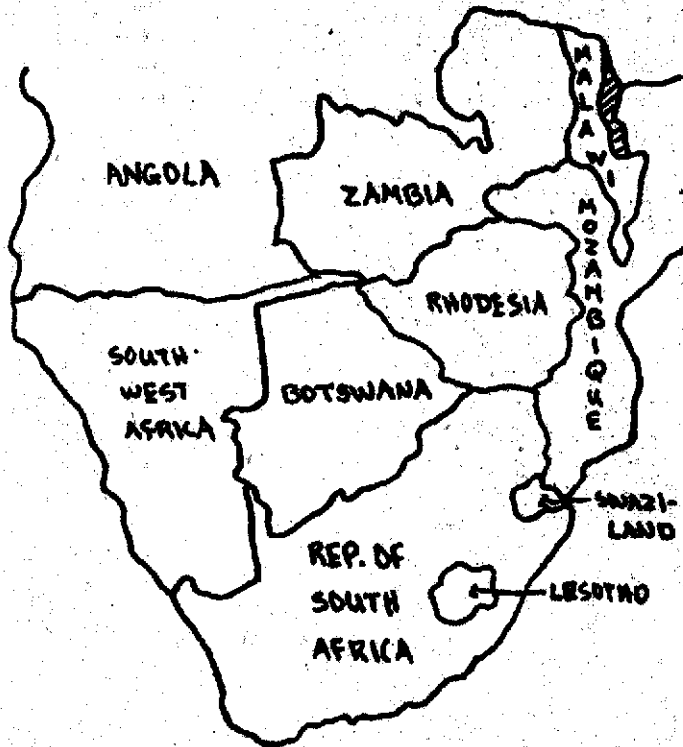 MALAWI
ANGOLA
ZAMBIA
MOZAMBIQUE
RHODESIA
SOUTH-
WEST
AFRICA
BOTSWANA
SWAZI-
LAND
REP. OF
SOUTH
AFRICA
LESOTHO